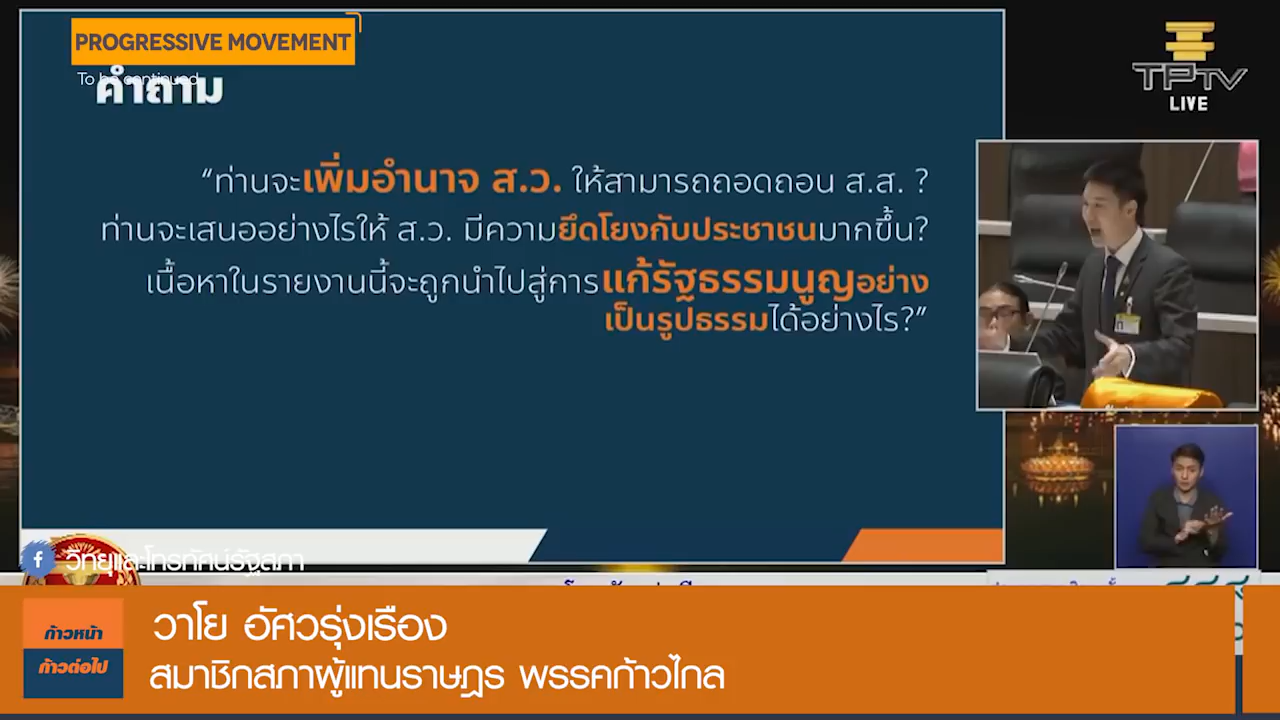 PROGRESSIVE MOVEMENT
To be continued
คำถาม
TPTV
LIVE
“ท่านจะเพิ่มอำนาจ ส.ว. ให้สามารถถอดถอน ส.ส. ?
ท่านจะเสนออย่างไรให้ ส.ว. มีความยึดโยงกับประชาชนมากขึ้น?
เนื้อหาในรายงานนี้จะถูกนำไปสู่การแก้รัฐธรรมนูญอย่าง
เป็นรูปธรรมได้อย่างไร?”
วิทยุและโทรทัศน์รัฐสภา
ก้าวหน้า
ก้าวต่อไป
วาโย อัศวรุ่งเรือง
สมาชิกสภาผู้แทนราษฎร พรรคก้าวไกล